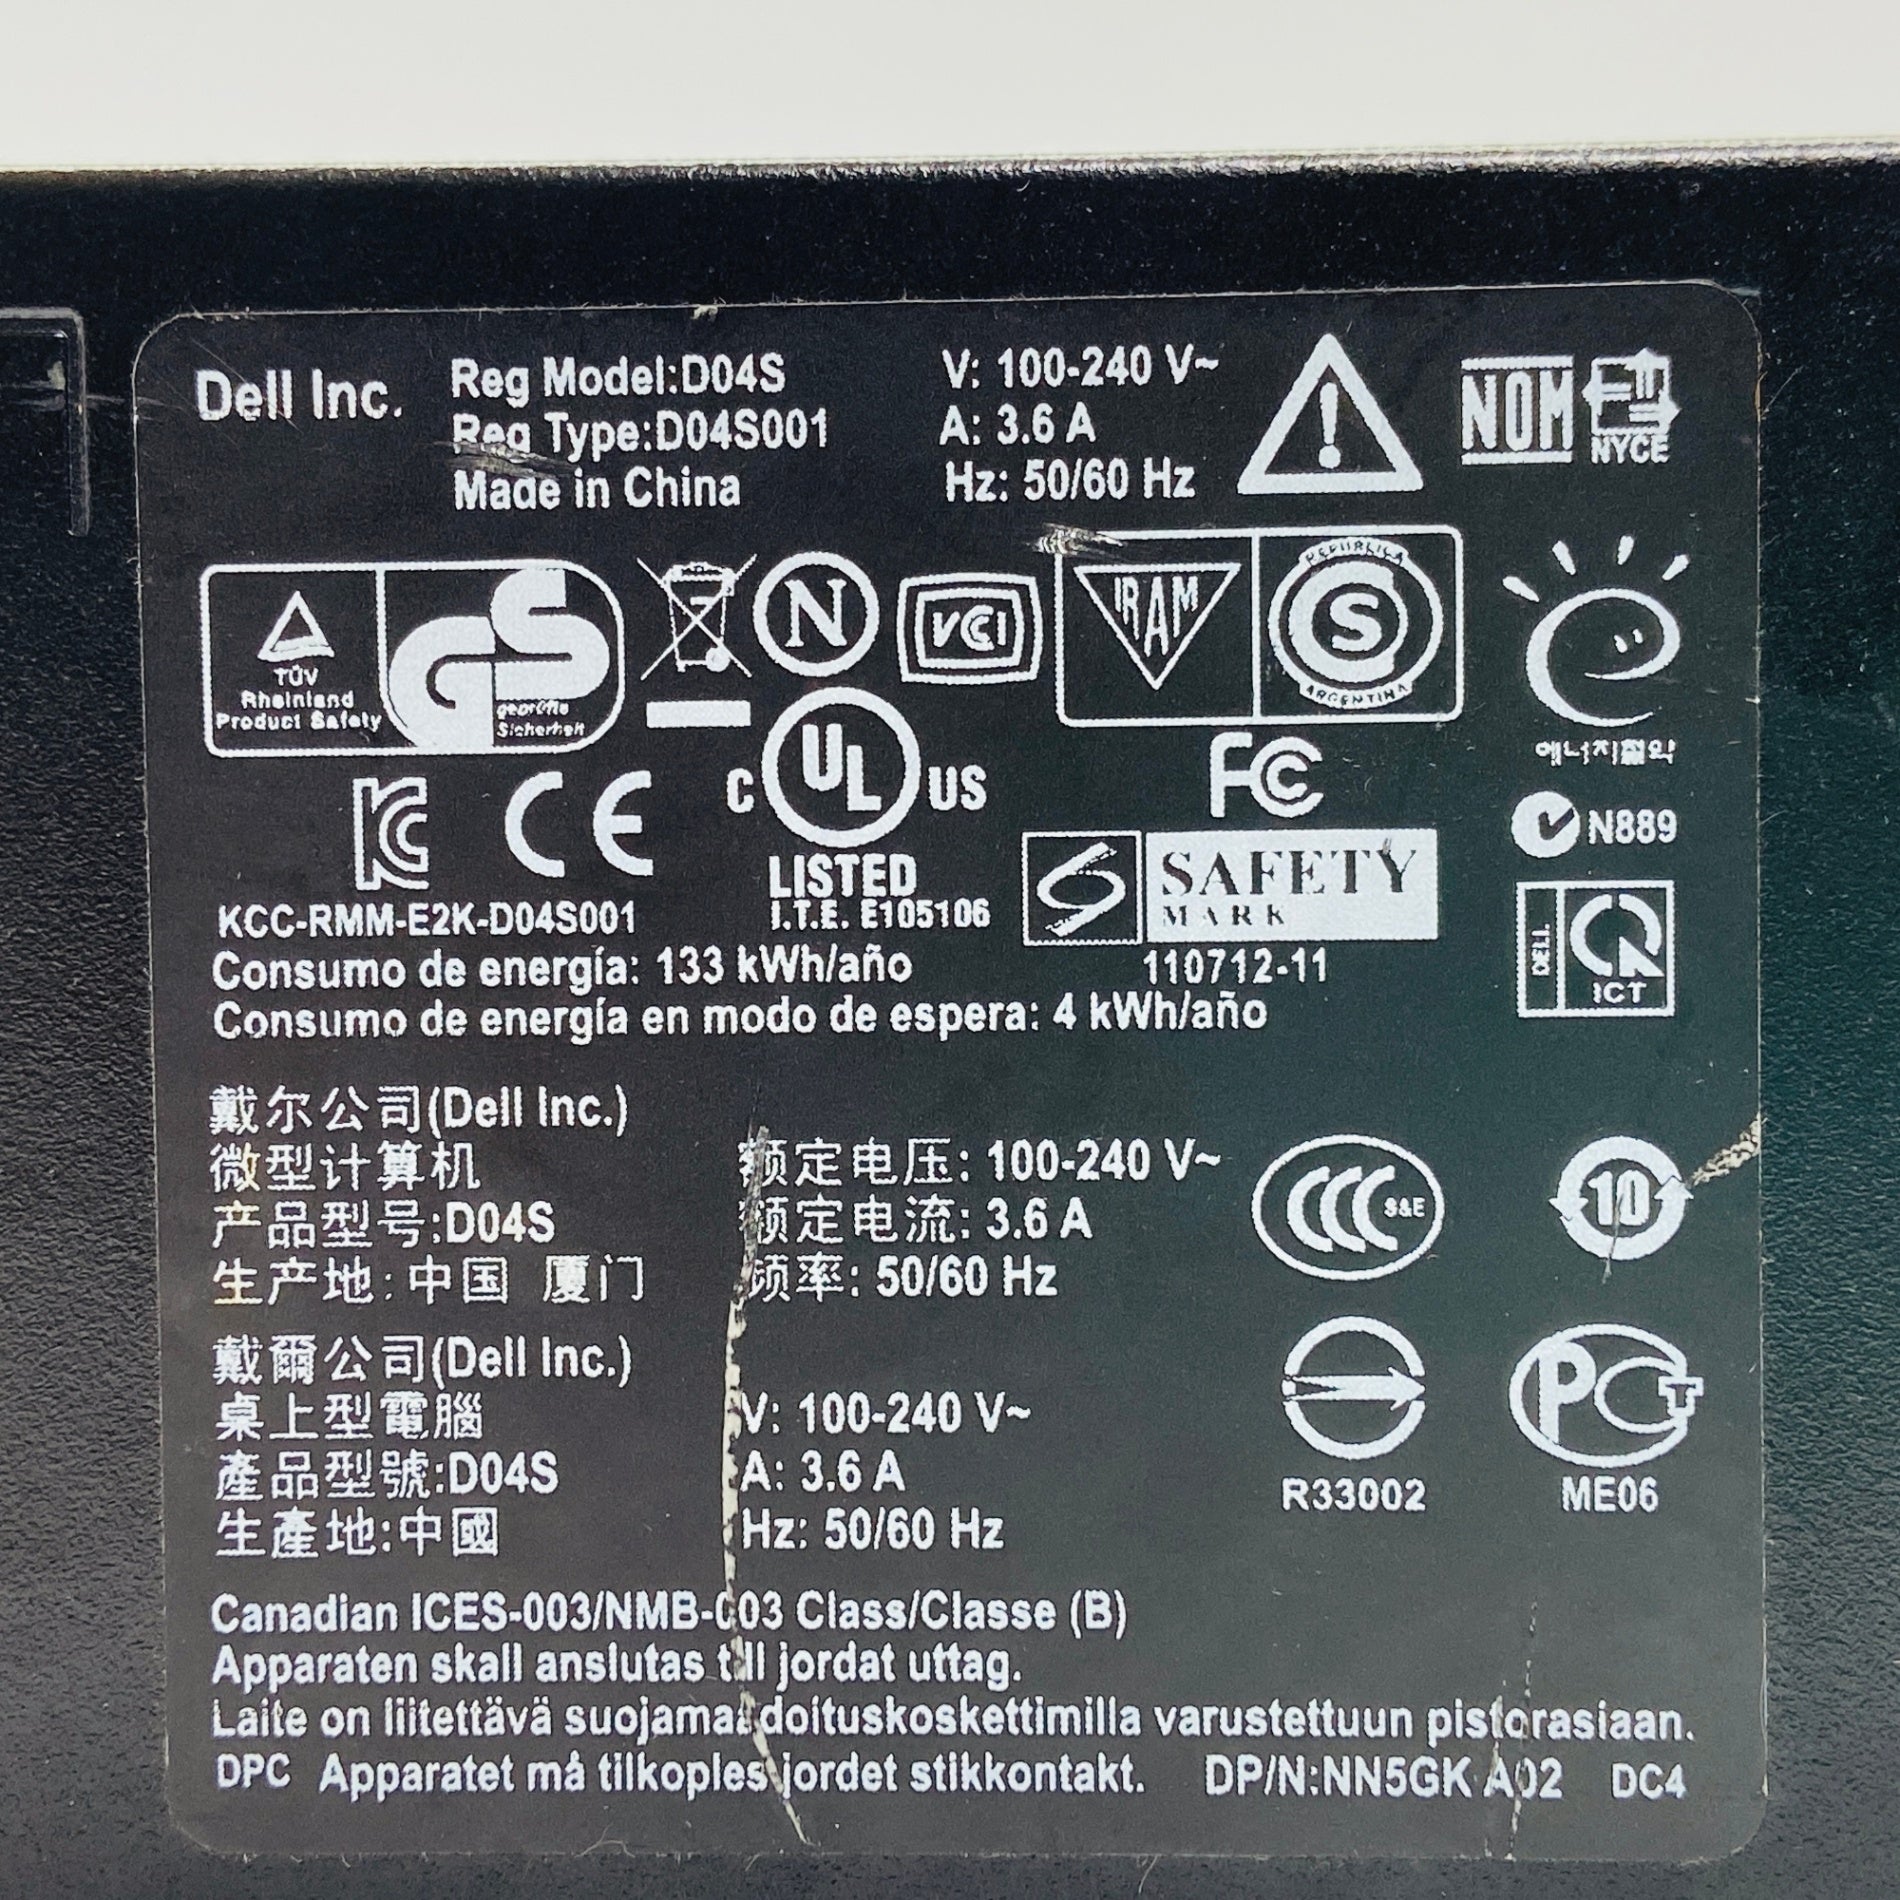 Dell Inc.
Reg Model:D04S
Reg Type:D04S001
Made in China
V: 100-240 V~
A: 3.6 A
Hz: 50/60 Hz
NOM
NYCE
TÜV
Rheinland
Product Safety
GS
geprüfte
Sicherheit
N
VCCI
IRAM
REPUBLICA
S
ARGENTINA
에너지절약
KC
CE
C UL US
LISTED
I.T.E. E105106
FC
SAFETY
MARK
110712-11
N889
DELL
ICT
KCC-RMM-E2K-D04S001
Consumo de energía: 133 kWh/año
Consumo de energía en modo de espera: 4 kWh/año
戴尔公司(Dell Inc.)
微型计算机
产品型号:D04S
生产地: 中国 厦门
额定电压: 100-240 V~
额定电流: 3.6 A
频率: 50/60 Hz
CCC S&E
10
戴爾公司(Dell Inc.)
桌上型電腦
產品型號:D04S
生產地:中國
V: 100-240 V~
A: 3.6 A
Hz: 50/60 Hz
R33002
PCT
ME06
Canadian ICES-003/NMB-003 Class/Classe (B)
Apparaten skall anslutas till jordat uttag.
Laite on liitettävä suojamaadoituskoskettimilla varustettuun pistorasiaan.
DPC Apparatet må tilkoples jordet stikkontakt. DP/N:NN5GK A02 DC4